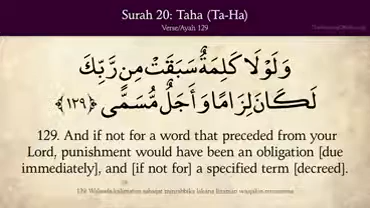 Surah 20: Taha (Ta-Ha)
Verse/Ayah 129
وَلَوْلَا كَلِمَةٌ سَبَقَتْ مِن رَّبِّكَ
لَكَانَ لِزَامًا وَأَجَلٌ مُّسَمًّى ﴿١٢٩﴾
129. And if not for a word that preceded from your
Lord, punishment would have been an obligation [due
immediately], and [if not for] a specified term [decreed].